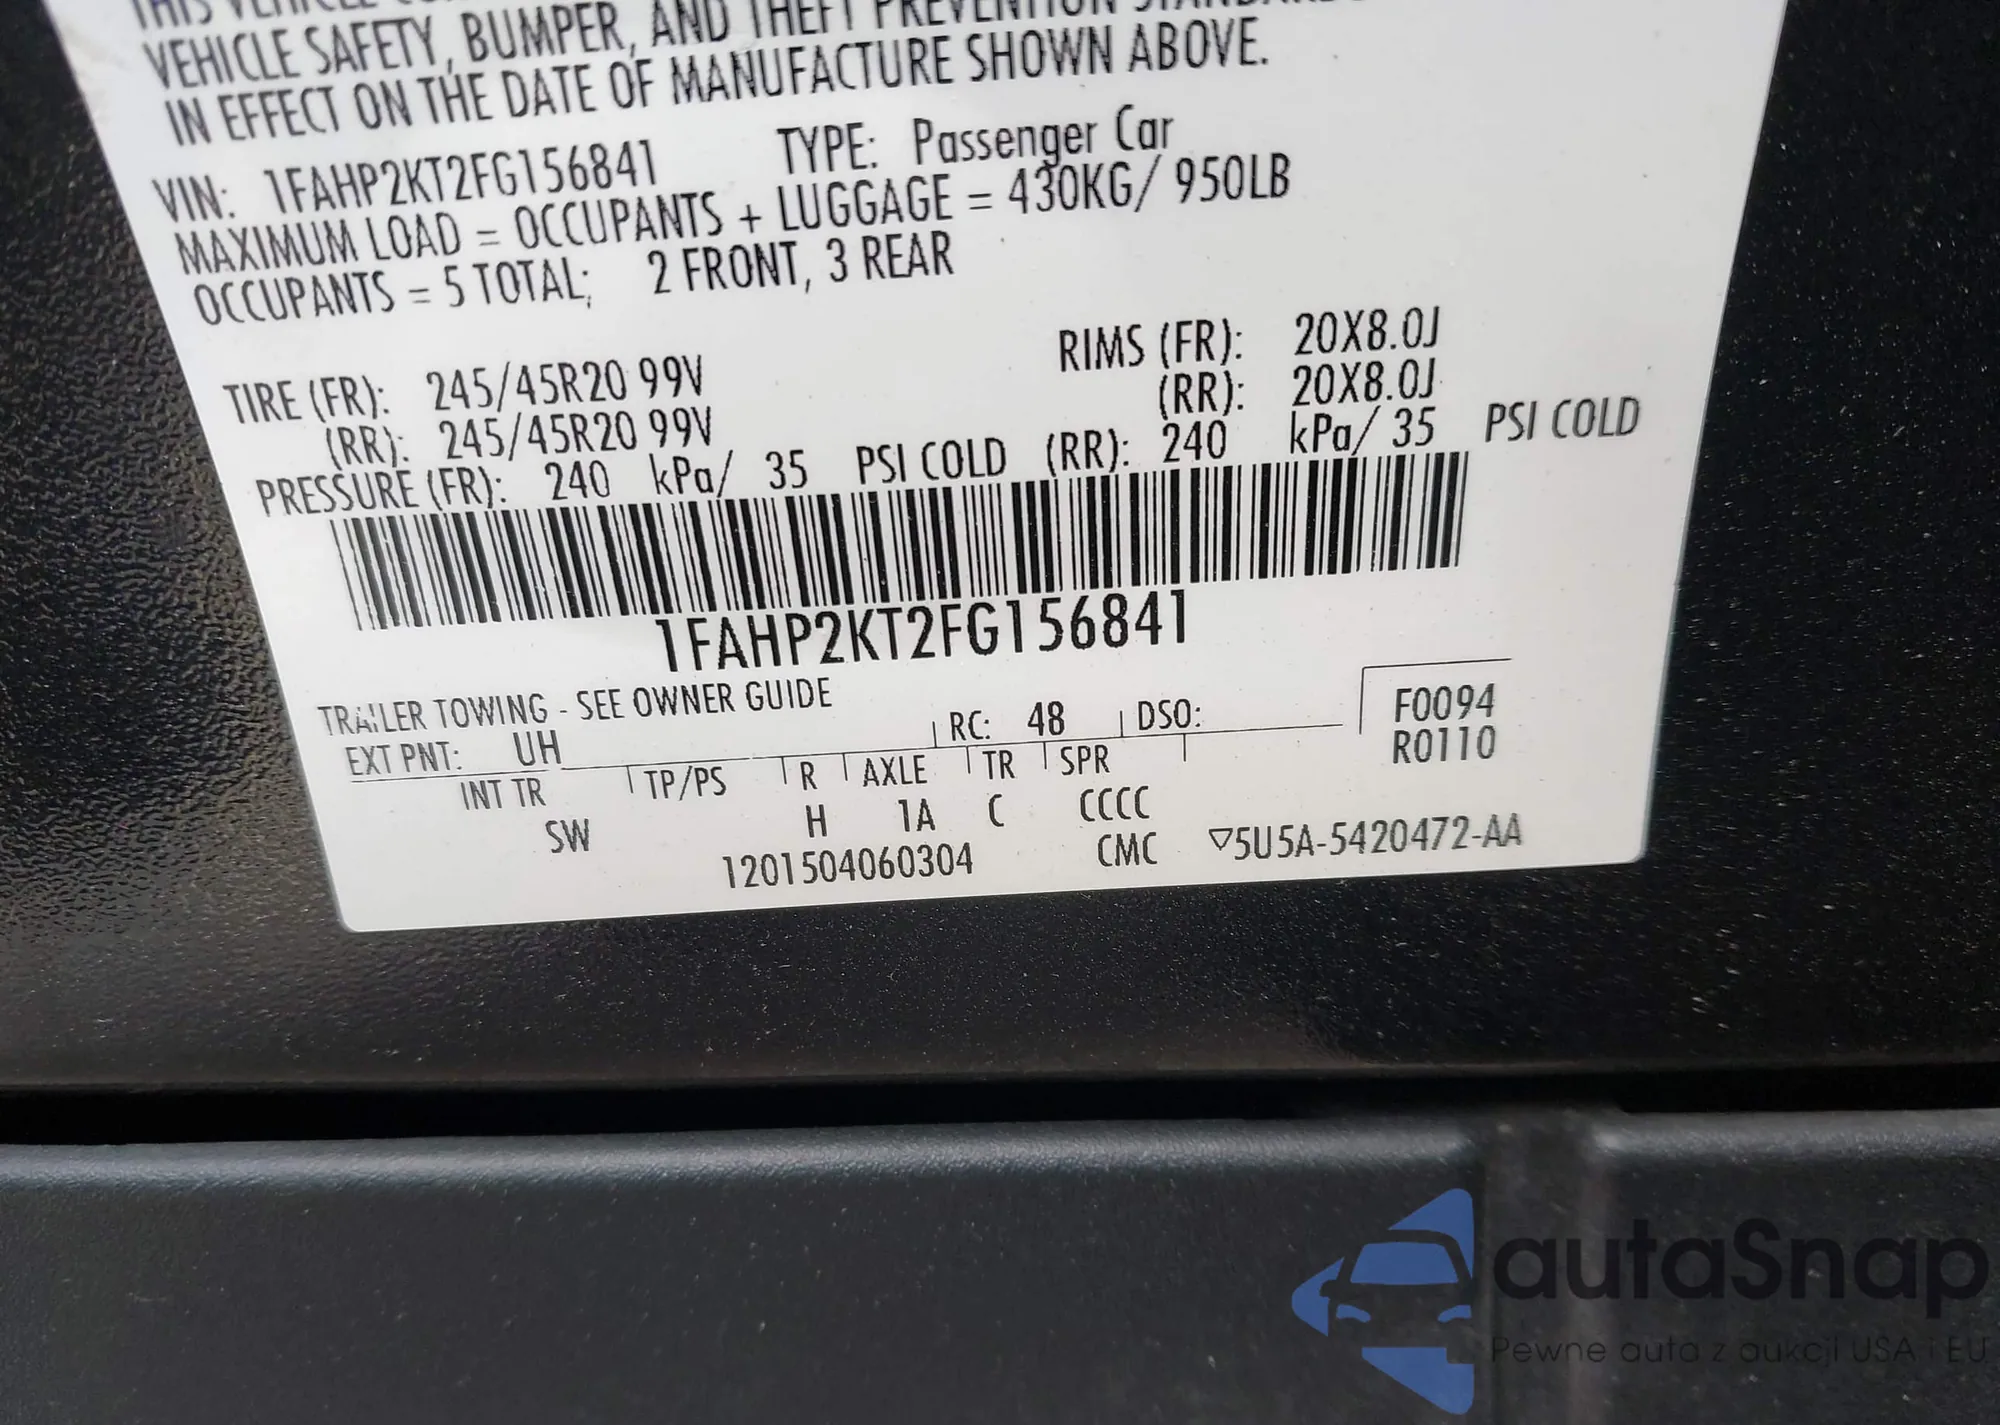 THIS VEHICLE
VEHICLE SAFETY, BUMPER, AND THEFT PREVENTION STANDARDS
IN EFFECT ON THE DATE OF MANUFACTURE SHOWN ABOVE.
VIN: 1FAHP2KT2FG156841 TYPE: Passenger Car
MAXIMUM LOAD = OCCUPANTS + LUGGAGE = 430KG/ 950LB
OCCUPANTS = 5 TOTAL; 2 FRONT, 3 REAR
TIRE (FR): 245/45R20 99V RIMS (FR): 20X8.0J
(RR): 245/45R20 99V (RR): 20X8.0J
PRESSURE (FR): 240 kPa/ 35 PSI COLD (RR): 240 kPa/ 35 PSI COLD
1FAHP2KT2FG156841
TRAILER TOWING - SEE OWNER GUIDE
EXT PNT: UH RC: 48 DSO: F0094
R0110
INT TR TP/PS R AXLE TR SPR
SW H 1A C CCCC
1201504060304 CMC ▽5U5A-5420472-AA
autaSnap
Pewne auta z aukcji USA i EU